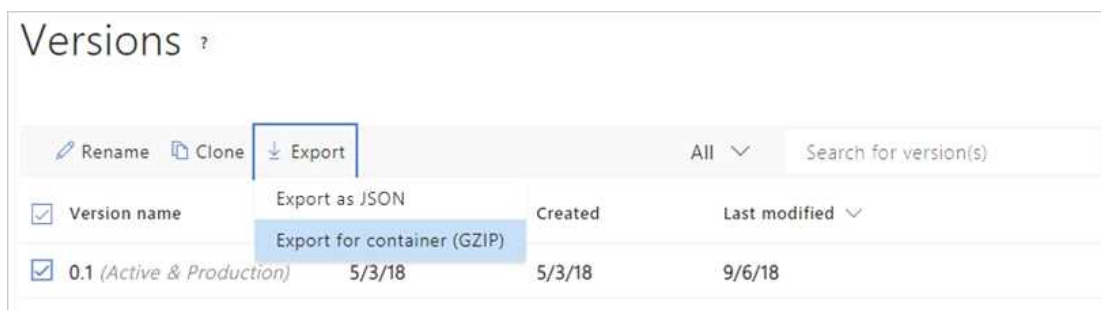 Versions ?
Rename Clone Export All Search for version(s)
Export as JSON
Version name Created Last modified
Export for container (GZIP)
0.1 (Active & Production) 5/3/18 5/3/18 9/6/18